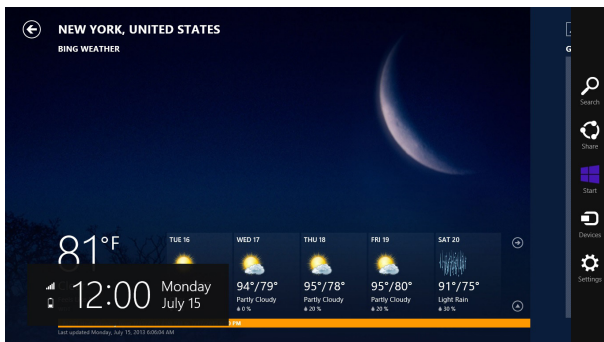 NEW YORK, UNITED STATES
BING WEATHER
G
Search
Share
Start
Devices
Settings
81°F
TUE 16
WED 17
94°/79°
Partly Cloudy
0 %
THU 18
95°/78°
Partly Cloudy
20 %
FRI 19
95°/80°
Partly Cloudy
20 %
SAT 20
91°/75°
Light Rain
30 %
12:00
Monday
July 15
PM
Last updated Monday, July 15, 2013 6:06:04 AM